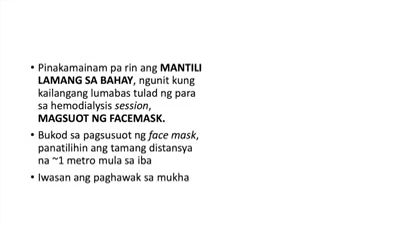 • Pinakamainam pa rin ang MANTILI
LAMANG SA BAHAY, ngunit kung
kailangang lumabas tulad ng para
sa hemodialysis session,
MAGSUOT NG FACEMASK.
• Bukod sa pagsusuot ng face mask,
panatilihin ang tamang distansya
na ~1 metro mula sa iba
• Iwasan ang paghawak sa mukha